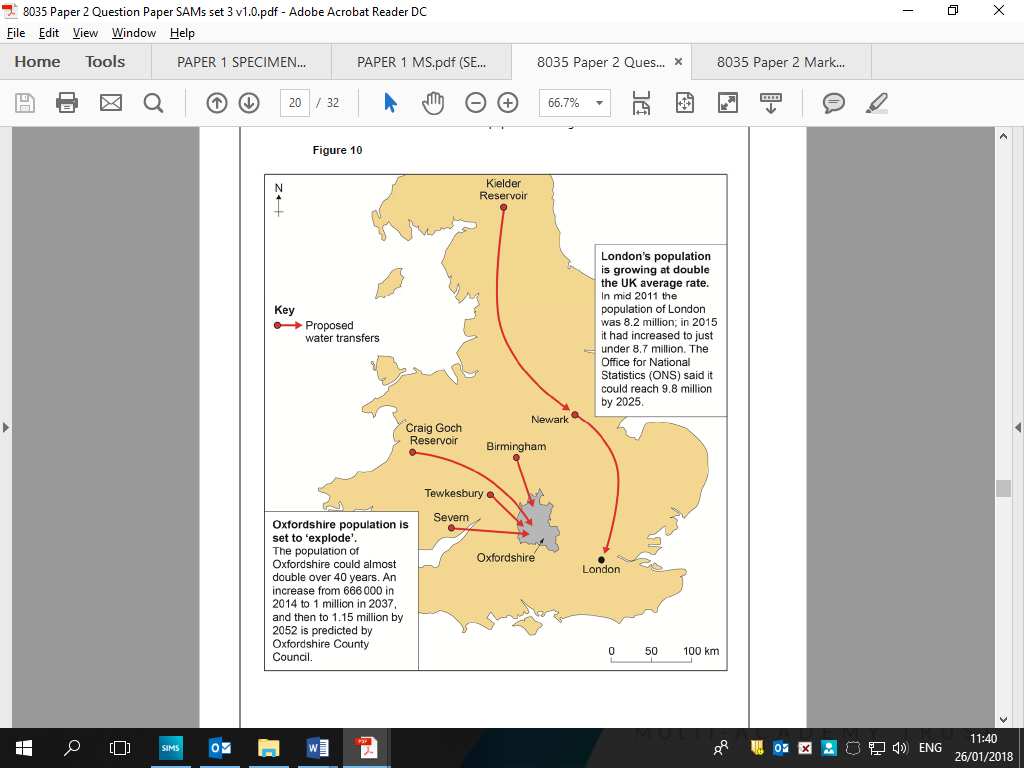 8035 Paper 2 Question Paper SAMs set 3 v1.0.pdf - Adobe Acrobat Reader DC
File Edit View Window Help
Home Tools PAPER 1 SPECIMEN... PAPER 1 MS.pdf (SE... 8035 Paper 2 Ques... × 8035 Paper 2 Mark...
20 / 32 66.7%
Figure 10
N
Kielder
Reservoir
London's population
is growing at double
the UK average rate.
In mid 2011 the
population of London
was 8.2 million; in 2015
it had increased to just
under 8.7 million. The
Office for National
Statistics (ONS) said it
could reach 9.8 million
by 2025.
Key
Proposed
water transfers
Newark
Craig Goch
Reservoir
Birmingham
Tewkesbury
Severn
Oxfordshire
London
Oxfordshire population is
set to 'explode'.
The population of
Oxfordshire could almost
double over 40 years. An
increase from 666 000 in
2014 to 1 million in 2037,
and then to 1.15 million by
2052 is predicted by
Oxfordshire County
Council.
0 50 100 km
MULTI ACADEMY TRUS
SIMS
ENG
11:40
26/01/2018